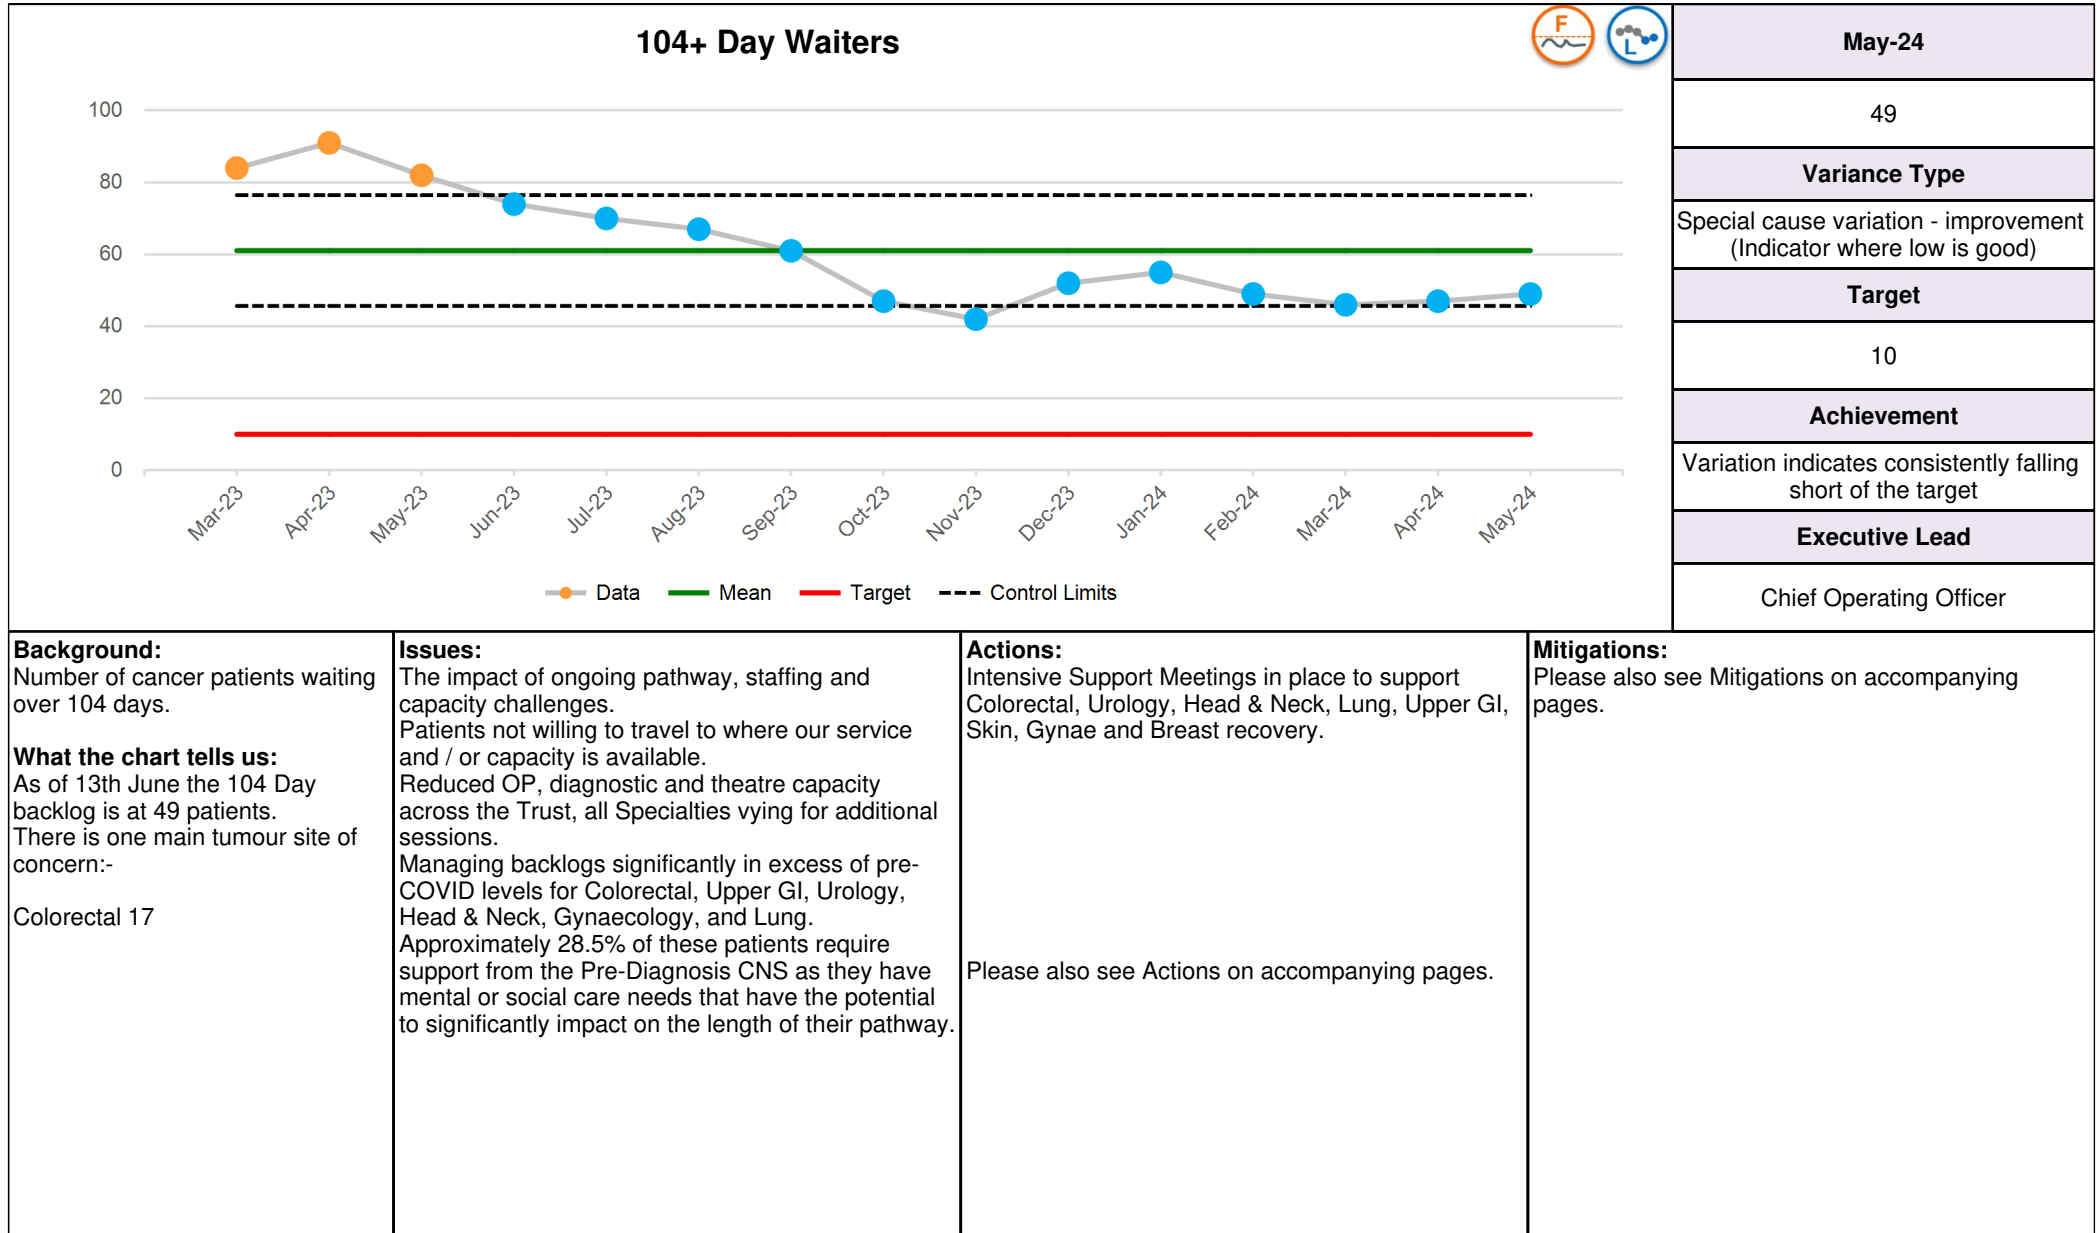 104+ Day Waiters
F
L
100
80
60
40
20
0
Mar-23
Apr-23
May-23
Jun-23
Jul-23
Aug-23
Sep-23
Oct-23
Nov-23
Dec-23
Jan-24
Feb-24
Mar-24
Apr-24
May-24
Data
Mean
Target
Control Limits
May-24
49
Variance Type
Special cause variation - improvement
(Indicator where low is good)
Target
10
Achievement
Variation indicates consistently falling
short of the target
Executive Lead
Chief Operating Officer
Background:
Number of cancer patients waiting
over 104 days.
What the chart tells us:
As of 13th June the 104 Day
backlog is at 49 patients.
There is one main tumour site of
concern:-
Colorectal 17
Issues:
The impact of ongoing pathway, staffing and
capacity challenges.
Patients not willing to travel to where our service
and / or capacity is available.
Reduced OP, diagnostic and theatre capacity
across the Trust, all Specialties vying for additional
sessions.
Managing backlogs significantly in excess of pre-
COVID levels for Colorectal, Upper GI, Urology,
Head & Neck, Gynaecology, and Lung.
Approximately 28.5% of these patients require
support from the Pre-Diagnosis CNS as they have
mental or social care needs that have the potential
to significantly impact on the length of their pathway.
Actions:
Intensive Support Meetings in place to support
Colorectal, Urology, Head & Neck, Lung, Upper GI,
Skin, Gynae and Breast recovery.
Please also see Actions on accompanying pages.
Mitigations:
Please also see Mitigations on accompanying
pages.